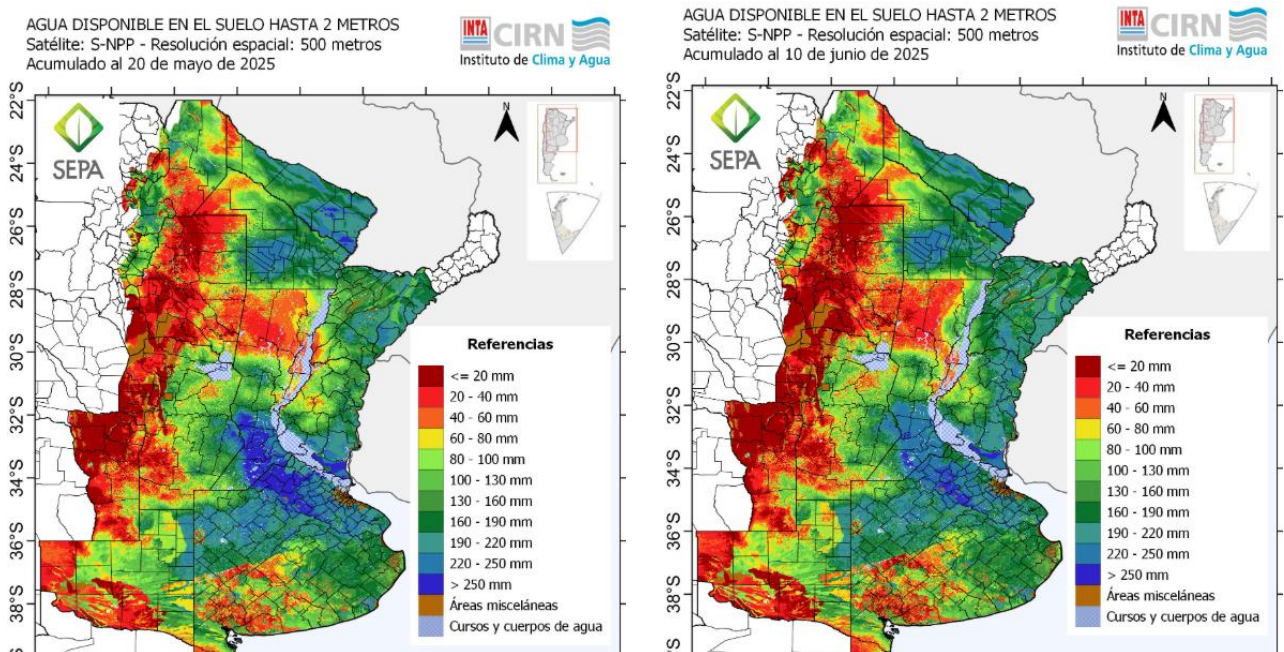 AGUA DISPONIBLE EN EL SUELO HASTA 2 METROS
Satélite: S-NPP - Resolución espacial: 500 metros
Acumulado al 20 de mayo de 2025
INTA CIRN
Instituto de Clima y Agua
22°S
24°S
26°S
28°S
30°S
32°S
34°S
36°S
38°S
SEPA
N
Referencias
<= 20 mm
20 - 40 mm
40 - 60 mm
60 - 80 mm
80 - 100 mm
100 - 130 mm
130 - 160 mm
160 - 190 mm
190 - 220 mm
220 - 250 mm
> 250 mm
Áreas misceláneas
Cursos y cuerpos de agua
AGUA DISPONIBLE EN EL SUELO HASTA 2 METROS
Satélite: S-NPP - Resolución espacial: 500 metros
Acumulado al 10 de junio de 2025
INTA CIRN
Instituto de Clima y Agua
22°S
24°S
26°S
28°S
30°S
32°S
34°S
36°S
38°S
SEPA
N
Referencias
<= 20 mm
20 - 40 mm
40 - 60 mm
60 - 80 mm
80 - 100 mm
100 - 130 mm
130 - 160 mm
160 - 190 mm
190 - 220 mm
220 - 250 mm
> 250 mm
Áreas misceláneas
Cursos y cuerpos de agua